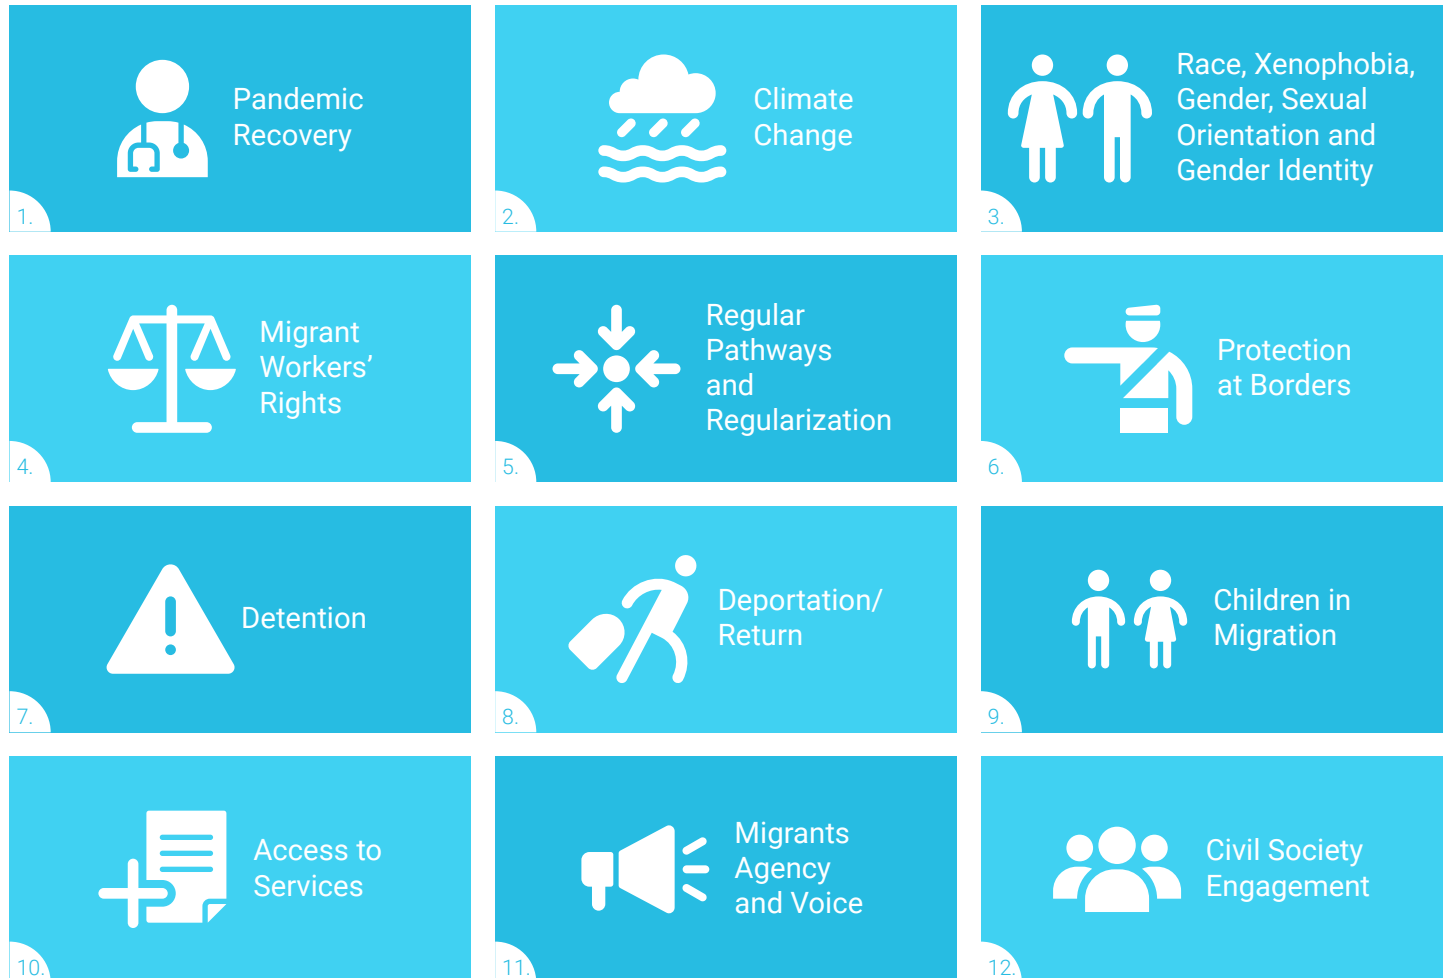 Pandemic
Recovery
1.
Climate
Change
2.
Race, Xenophobia,
Gender, Sexual
Orientation and
Gender Identity
3.
Migrant
Workers’
Rights
4.
Regular
Pathways
and
Regularization
5.
Protection
at Borders
6.
Detention
7.
Deportation/
Return
8.
Children in
Migration
9.
Access to
Services
10.
Migrants
Agency
and Voice
11.
Civil Society
Engagement
12.